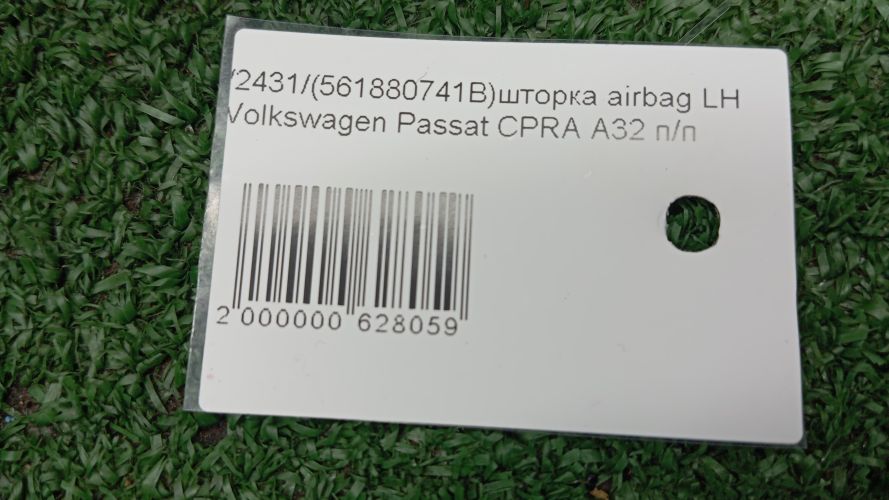 /2431/(561880741B)шторка airbag LH
Volkswagen Passat CPRA A32 п/п
2 000000 628059